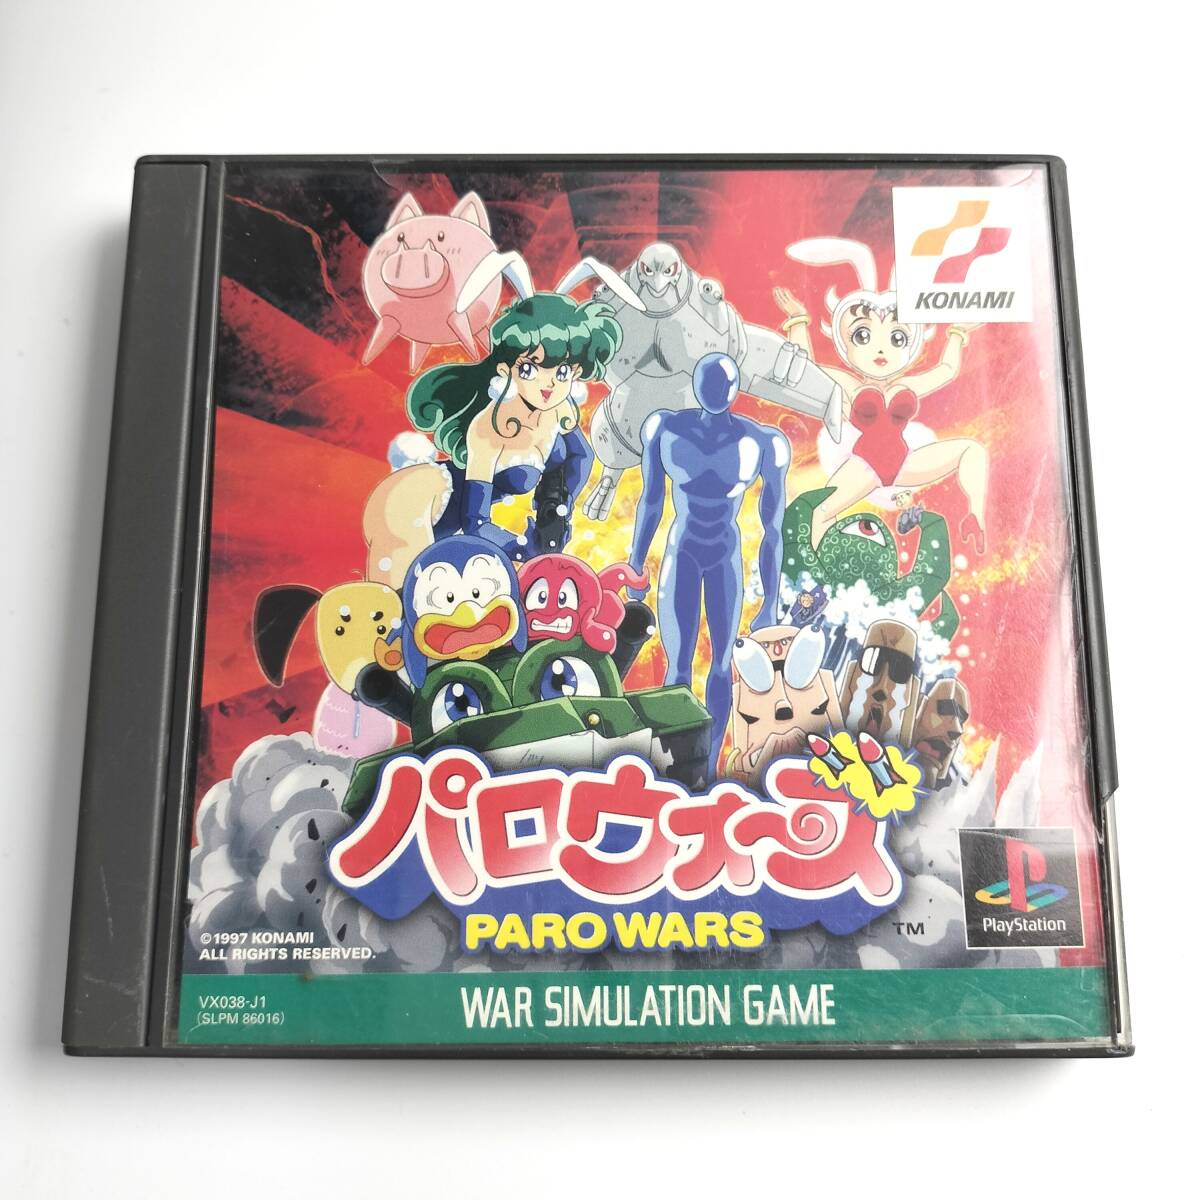 KONAMI
パロウォーズ
PARO WARS
TM
©1997 KONAMI
ALL RIGHTS RESERVED.
PlayStation
VX038-J1
(SLPM 86016)
WAR SIMULATION GAME